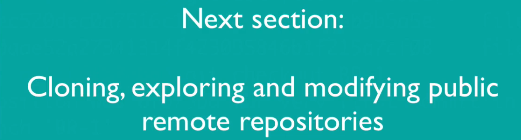 Next section:
Cloning, exploring and modifying public
remote repositories